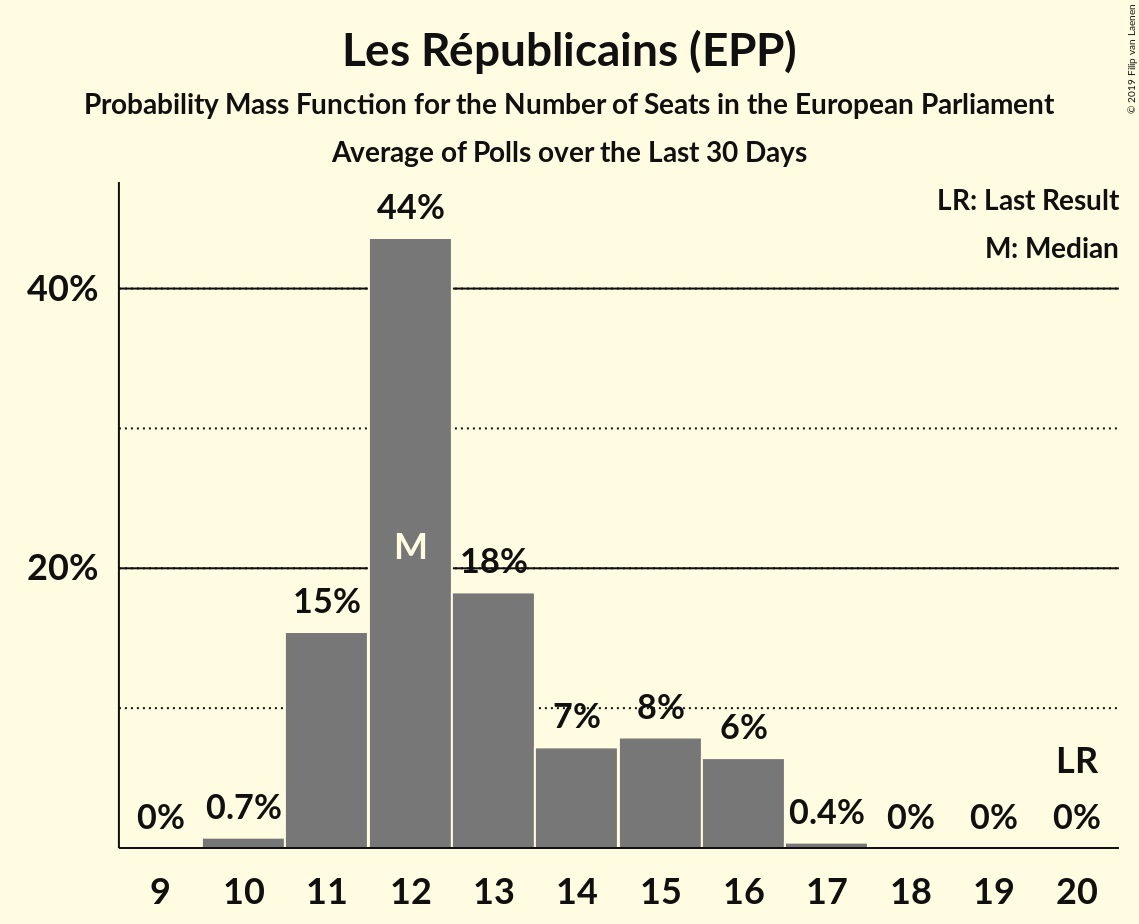 Les Républicains (EPP)
Probability Mass Function for the Number of Seats in the European Parliament
Average of Polls over the Last 30 Days
© 2019 Filip van Laenen
LR: Last Result
M: Median
40%
20%
0%
0.7%
15%
44%
M
18%
7%
8%
6%
0.4%
0%
0%
LR
0%
9 10 11 12 13 14 15 16 17 18 19 20